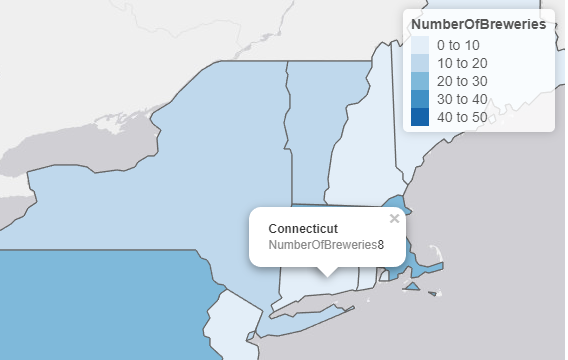 NumberOfBreweries
0 to 10
10 to 20
20 to 30
30 to 40
40 to 50
×
Connecticut
NumberOfBreweries8